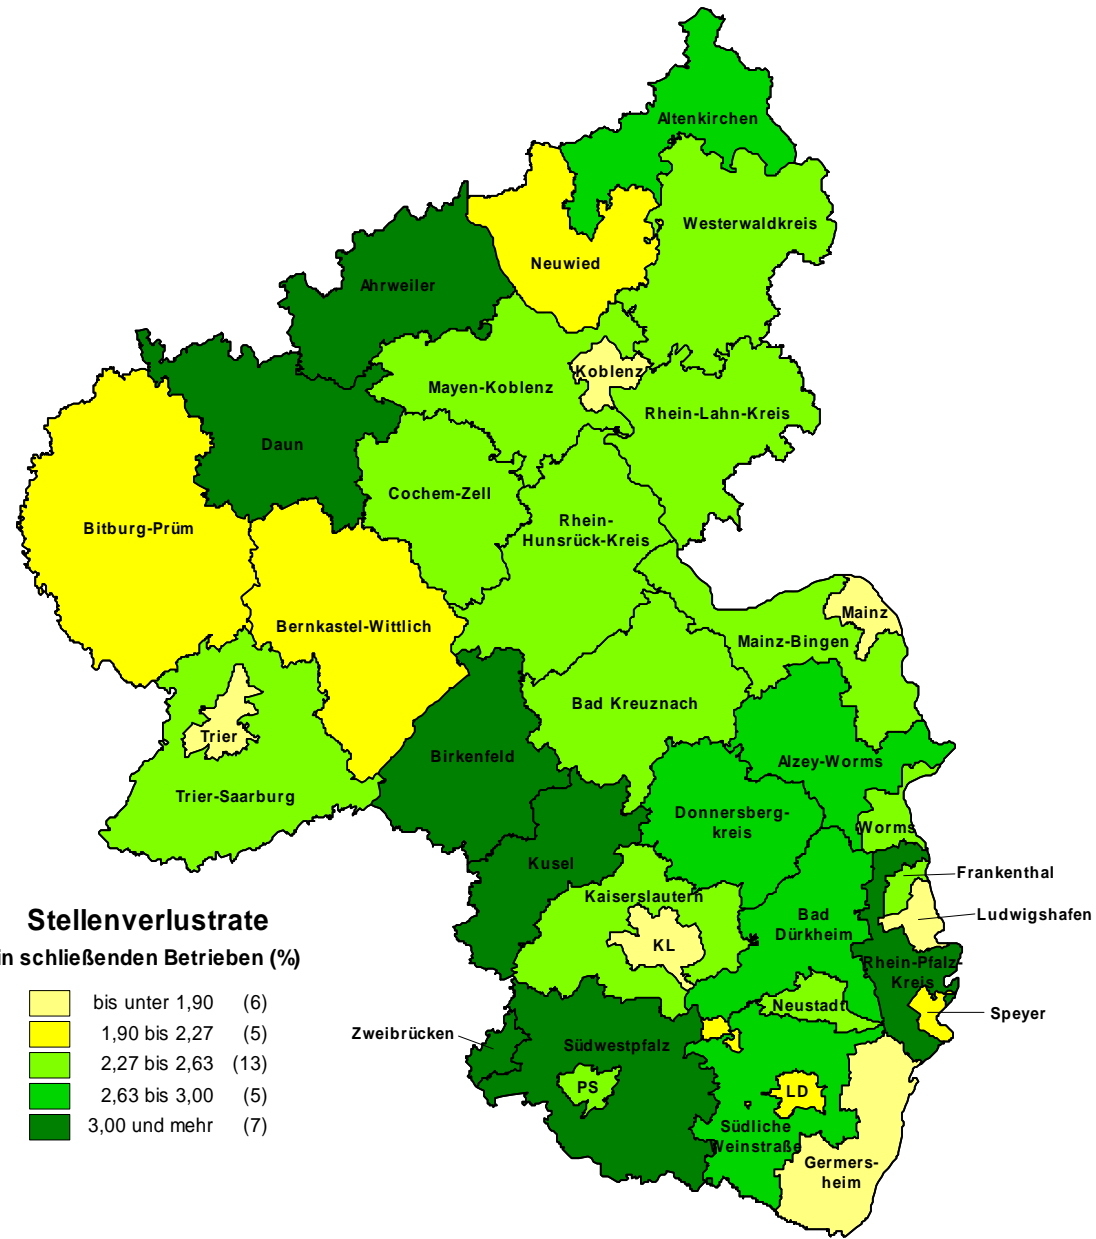 Altenkirchen
Westerwaldkreis
Neuwied
Ahrweiler
Koblenz
Mayen-Koblenz
Rhein-Lahn-Kreis
Daun
Cochem-Zell
Rhein-
Hunsrück-Kreis
Bitburg-Prüm
Mainz
Bernkastel-Wittlich
Mainz-Bingen
Bad Kreuznach
Trier
Birkenfeld
Alzey-Worms
Trier-Saarburg
Donnersberg-
kreis
Worms
Kusel
Frankenthal
Kaiserslautern
Ludwigshafen
Bad
Dürkheim
KL
Rhein-Pfalz-
Kreis
Neustadt
Speyer
Zweibrücken
Südwestpfalz
PS
LD
Südliche
Weinstraße
Germers-
heim
Stellenverlustrate
in schließenden Betrieben (%)
bis unter 1,90 (6)
1,90 bis 2,27 (5)
2,27 bis 2,63 (13)
2,63 bis 3,00 (5)
3,00 und mehr (7)